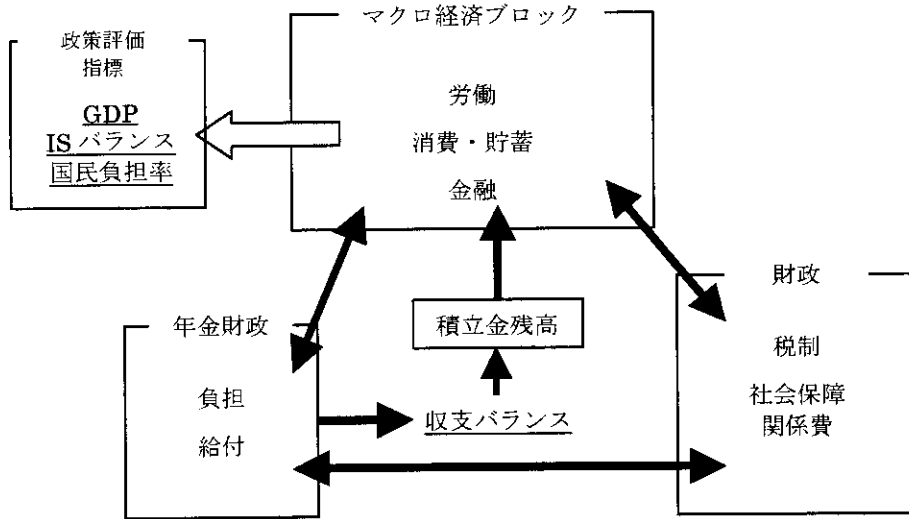 マクロ経済ブロック
労働
消費・貯蓄
金融
政策評価
指標
GDP
IS バランス
国民負担率
積立金残高
収支バランス
年金財政
負担
給付
財政
税制
社会保障
関係費